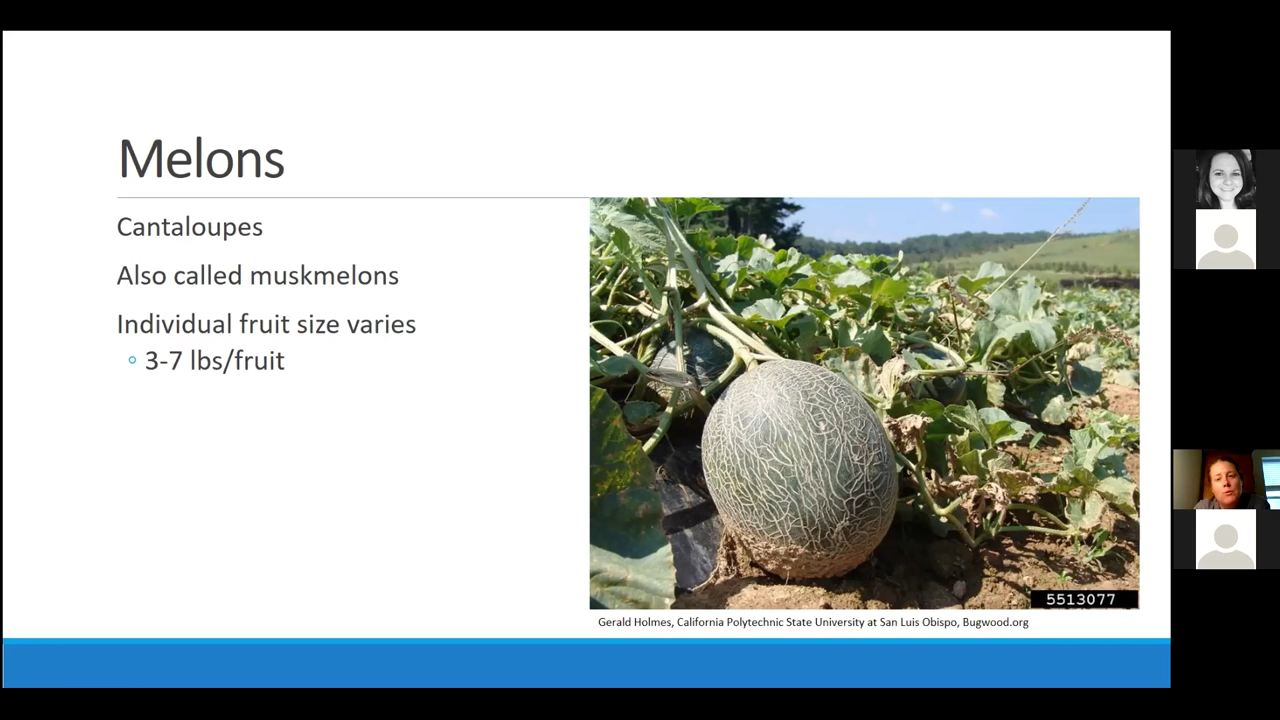 Melons
Cantaloupes
Also called muskmelons
Individual fruit size varies
3-7 lbs/fruit
5513077
Gerald Holmes, California Polytechnic State University at San Luis Obispo, Bugwood.org